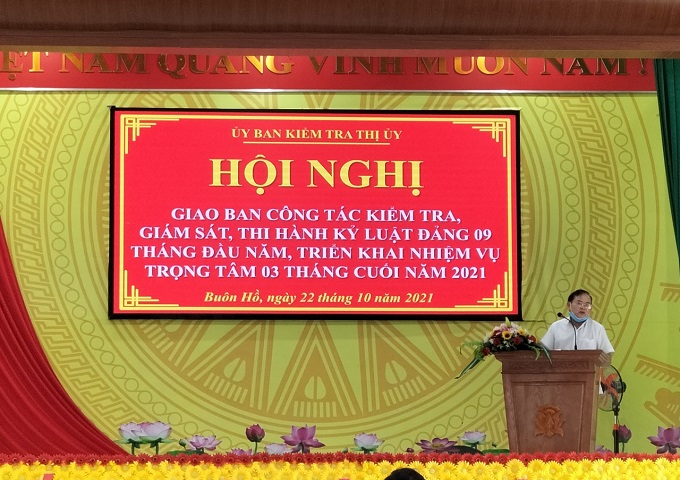 VIỆT NAM QUANG VINH MUÔN NĂM !
ỦY BAN KIỂM TRA THỊ ỦY
HỘI NGHỊ
GIAO BAN CÔNG TÁC KIỂM TRA,
GIÁM SÁT, THI HÀNH KỶ LUẬT ĐẢNG 09
THÁNG ĐẦU NĂM, TRIỂN KHAI NHIỆM VỤ
TRỌNG TÂM 03 THÁNG CUỐI NĂM 2021
Buôn Hồ, ngày 22 tháng 10 năm 2021